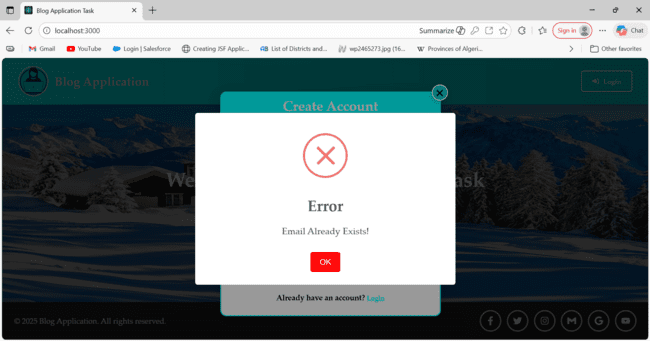 Blog Application Task
localhost:3000
Summarize
Sign in
Chat
Gmail
YouTube
Login | Salesforce
Creating JSF Applic...
List of Districts and...
wp2465273.jpg (16...
Provinces of Algeri...
Other favorites
Blog Application
Login
Create Account
We
sk
Error
Email Already Exists!
OK
Already have an account? Login
© 2025 Blog Application. All rights reserved.